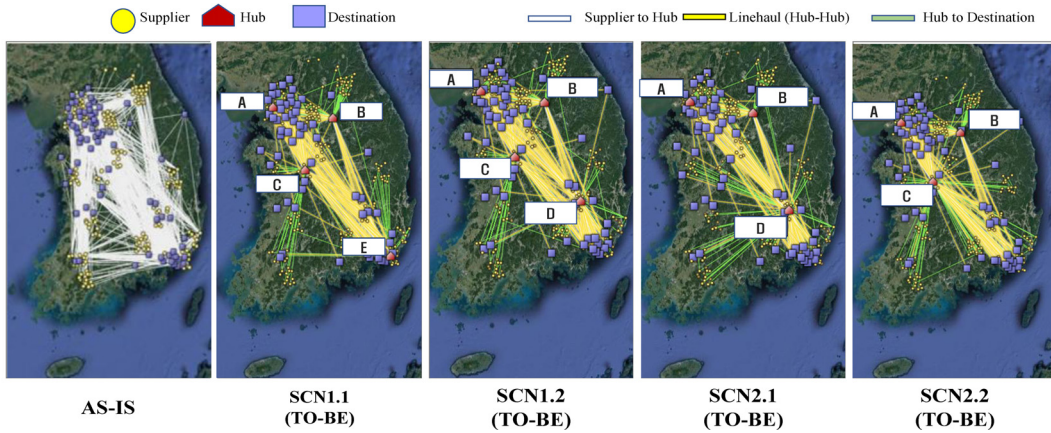 Supplier
Hub
Destination
Supplier to Hub
Linehaul (Hub-Hub)
Hub to Destination
A
B
C
E
A
B
C
D
A
B
D
A
B
C
AS-IS
SCN1.1
(TO-BE)
SCN1.2
(TO-BE)
SCN2.1
(TO-BE)
SCN2.2
(TO-BE)